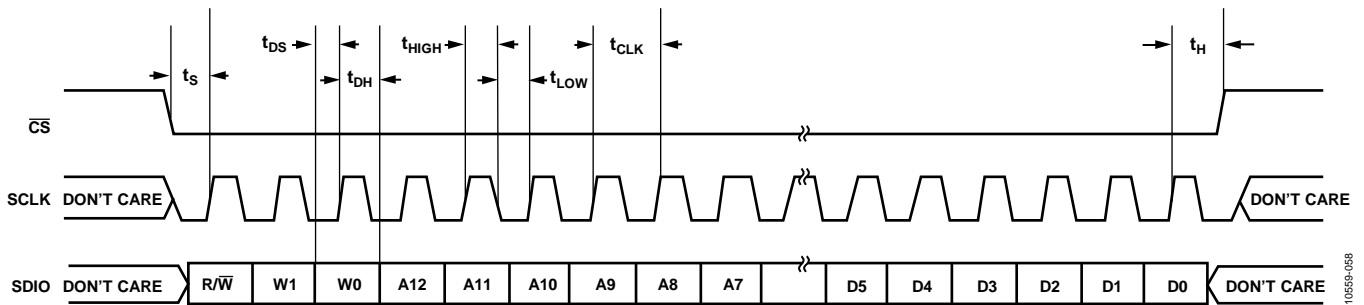 tDS
tHIGH
tCLK
tH
tS
tDH
tLOW
CS
SCLK DON'T CARE
DON'T CARE
SDIO DON'T CARE R/W W1 W0 A12 A11 A10 A9 A8 A7 D5 D4 D3 D2 D1 D0 DON'T CARE
10559-058